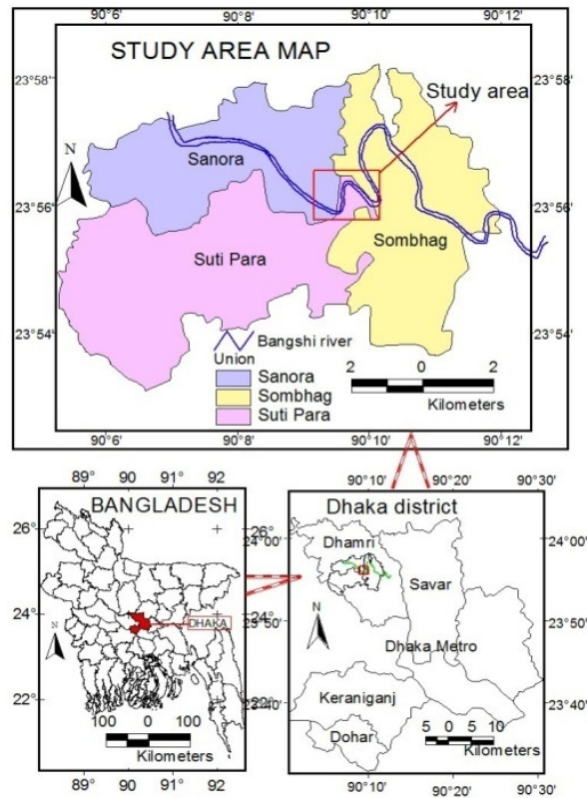 90°6' 90°8' 90°10' 90°12'
STUDY AREA MAP
23°58' 23°58'
Study area
N
Sanora
23°56' 23°56'
Sombhag
Suti Para
23°54' 23°54'
Bangshi river
Union
Sanora
Sombhag
Suti Para
2 0 2
Kilometers
90°6' 90°8' 90°10' 90°12'
88° 89° 90° 91° 92°
BANGLADESH
26° 26°
24° 24°
DHAKA
N
22° 22°
100 0 100
Kilometers
88° 89° 90° 91° 92°
90°10' 90°20' 90°30'
Dhaka district
24°00' 24°00'
Dhamri
Savar
23°50' 23°50'
N
Dhaka Metro
Keraniganj
23°40' 23°40'
Dohar
5 0 5 10
Kilometers
90°10' 90°20' 90°30'